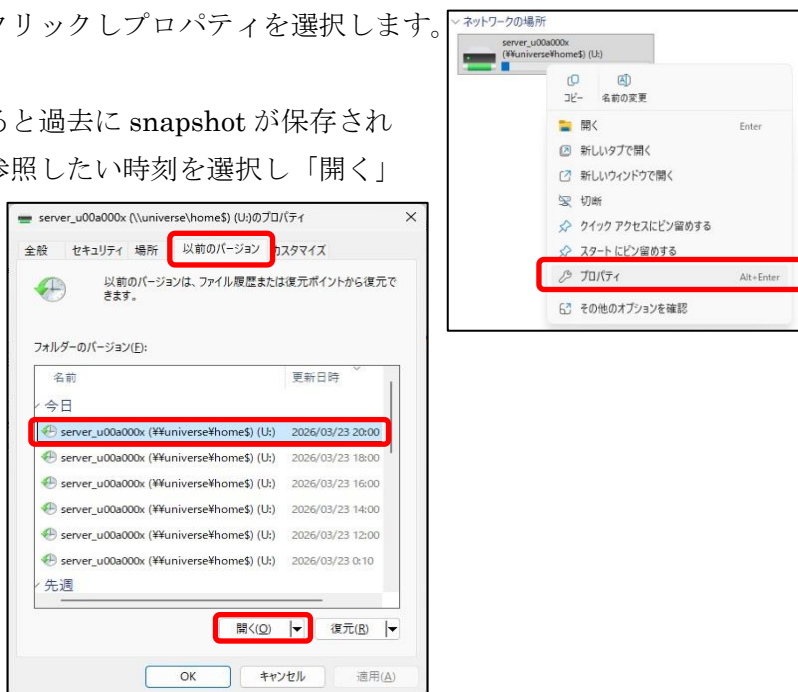 クリックしプロパティを選択します。
ると過去に snapshot が保存され
参照したい時刻を選択し「開く」
ネットワークの場所
server_u00a000x
(¥¥universe¥home$) (U:)
コピー 名前の変更
開く Enter
新しいタブで開く
新しいウィンドウで開く
切断
クイック アクセスにピン留めする
スタート にピン留めする
プロパティ Alt+Enter
その他のオプションを確認
server_u00a000x (\\universe\home$) (U:)のプロパティ
全般 セキュリティ 場所 以前のバージョン カスタマイズ
以前のバージョンは、ファイル履歴または復元ポイントから復元で
きます。
フォルダーのバージョン(F):
名前 更新日時
今日
server_u00a000x (¥¥universe¥home$) (U:) 2026/03/23 20:00
server_u00a000x (¥¥universe¥home$) (U:) 2026/03/23 18:00
server_u00a000x (¥¥universe¥home$) (U:) 2026/03/23 16:00
server_u00a000x (¥¥universe¥home$) (U:) 2026/03/23 14:00
server_u00a000x (¥¥universe¥home$) (U:) 2026/03/23 12:00
server_u00a000x (¥¥universe¥home$) (U:) 2026/03/23 0:10
先週
開く(O) 復元(R)
OK キャンセル 適用(A)